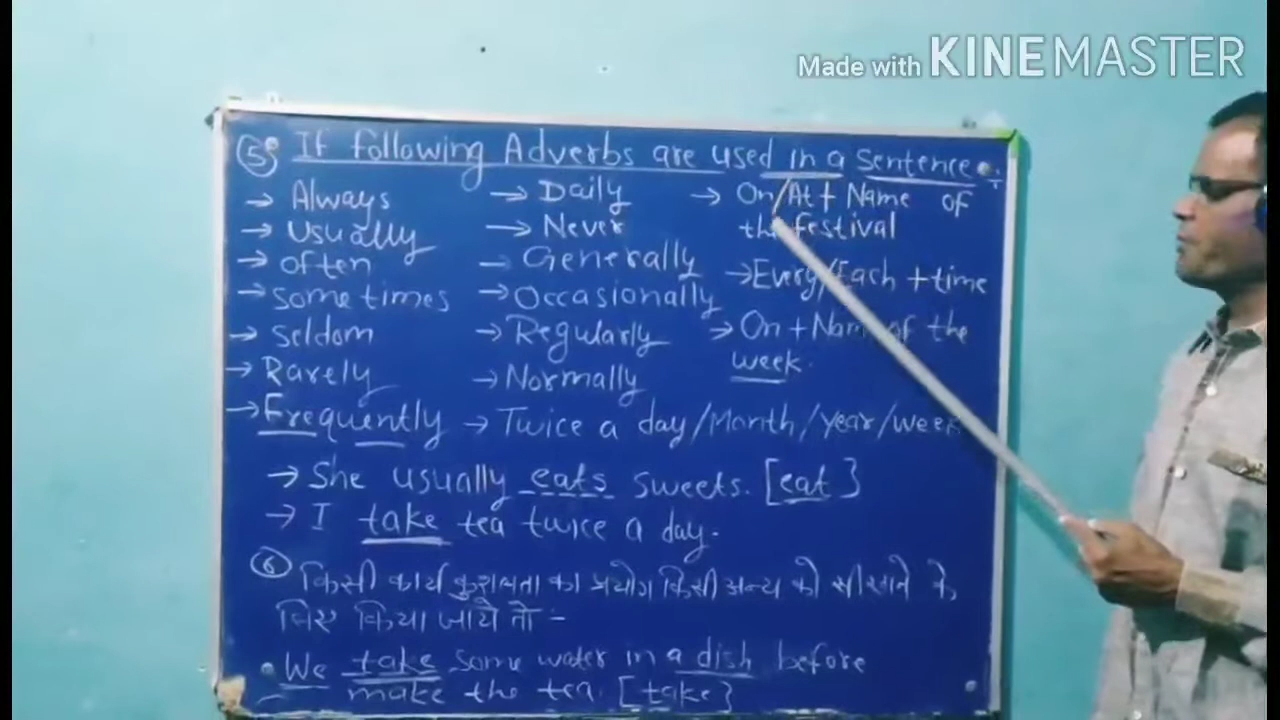 Made with KINEMASTER
5 If following Adverbs are used in a sentence.:
→ Always
→ Usually
→ often
→ Sometimes
→ Seldom
→ Rarely
→ Frequently
→ Daily
→ Never
→ Generally
→ Occasionally
→ Regularly
→ Normally
→ Twice a day/Month/year/week
→ On/At + Name of
the festival
→ Every/Each + time
→ On + Name of the
week.
→ She usually eats sweets. [eat}
→ I take tea twice a day.
6 किसी कार्य कुशलता का प्रयोग किसी अन्य को सीखाने के
लिए किया जाये तो -
• We take some water in a dish before
make the tea. [take}